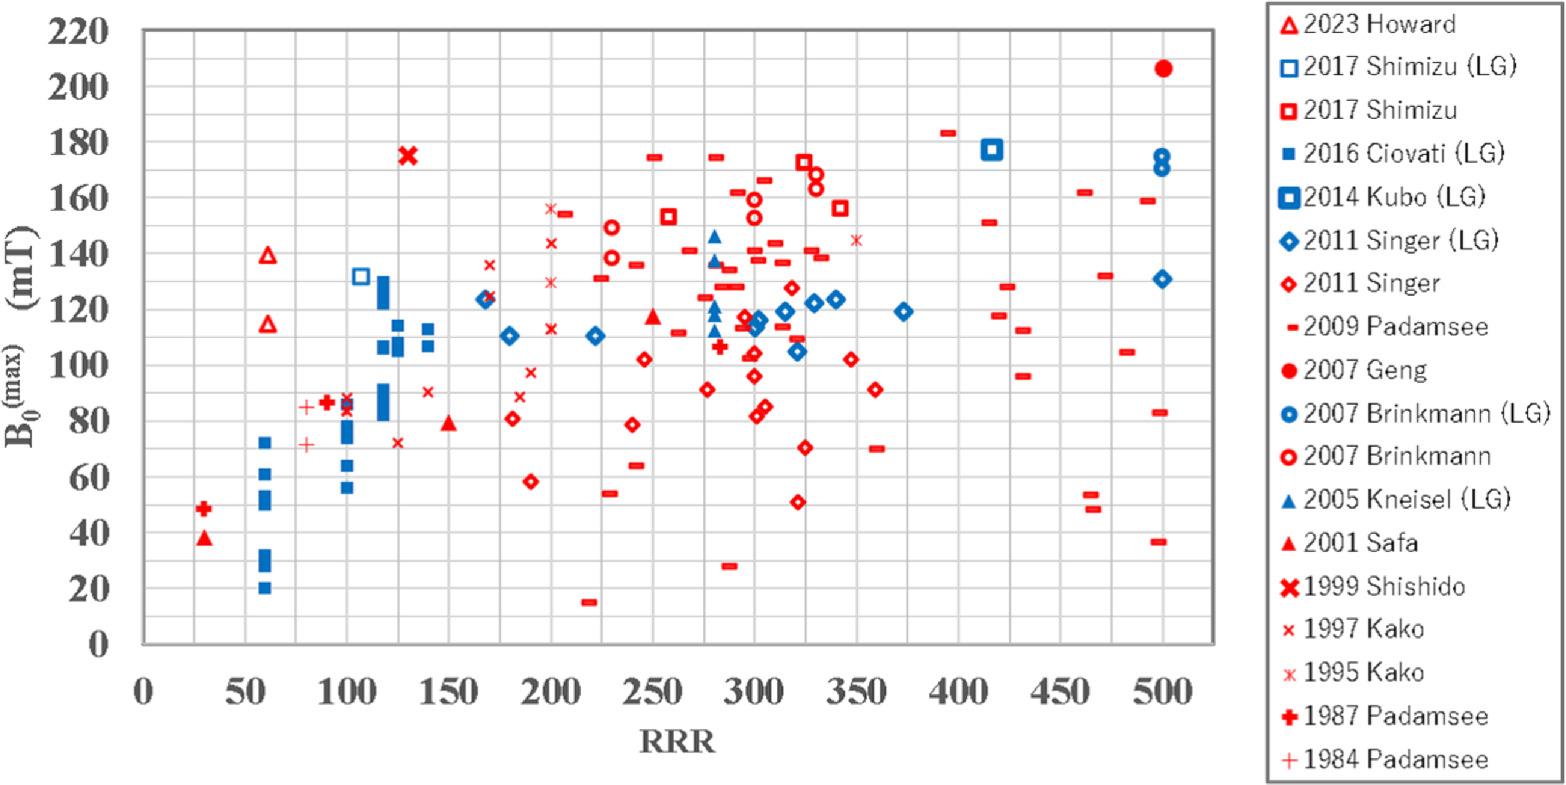 220
200
180
160
140
120
100
80
60
40
20
0
B0(max) (mT)
0 50 100 150 200 250 300 350 400 450 500
RRR
2023 Howard
2017 Shimizu (LG)
2017 Shimizu
2016 Ciovati (LG)
2014 Kubo (LG)
2011 Singer (LG)
2011 Singer
2009 Padamsee
2007 Geng
2007 Brinkmann (LG)
2007 Brinkmann
2005 Kneisel (LG)
2001 Safa
1999 Shishido
1997 Kako
1995 Kako
1987 Padamsee
1984 Padamsee